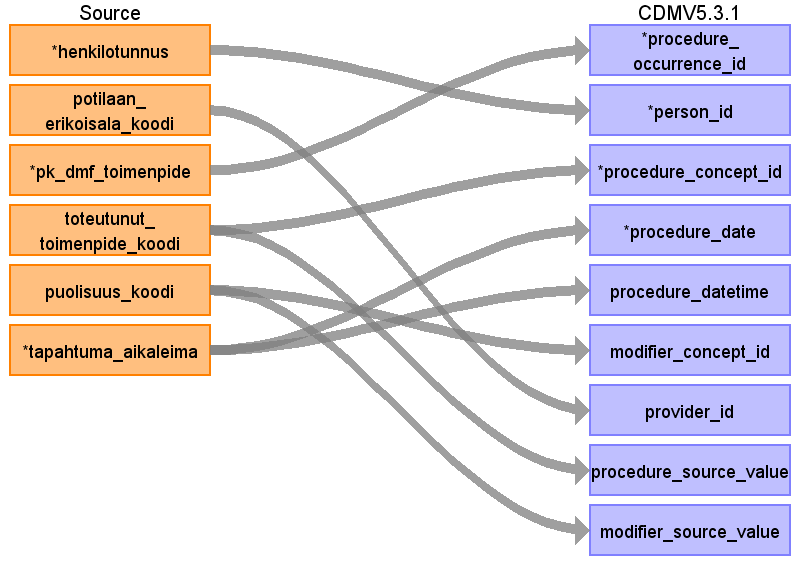 Source
*henkilotunnus
potilaan_
erikoisala_koodi
*pk_dmf_toimenpide
toteutunut_
toimenpide_koodi
puolisuus_koodi
*tapahtuma_aikaleima
CDMV5.3.1
*procedure_
occurrence_id
*person_id
*procedure_concept_id
*procedure_date
procedure_datetime
modifier_concept_id
provider_id
procedure_source_value
modifier_source_value